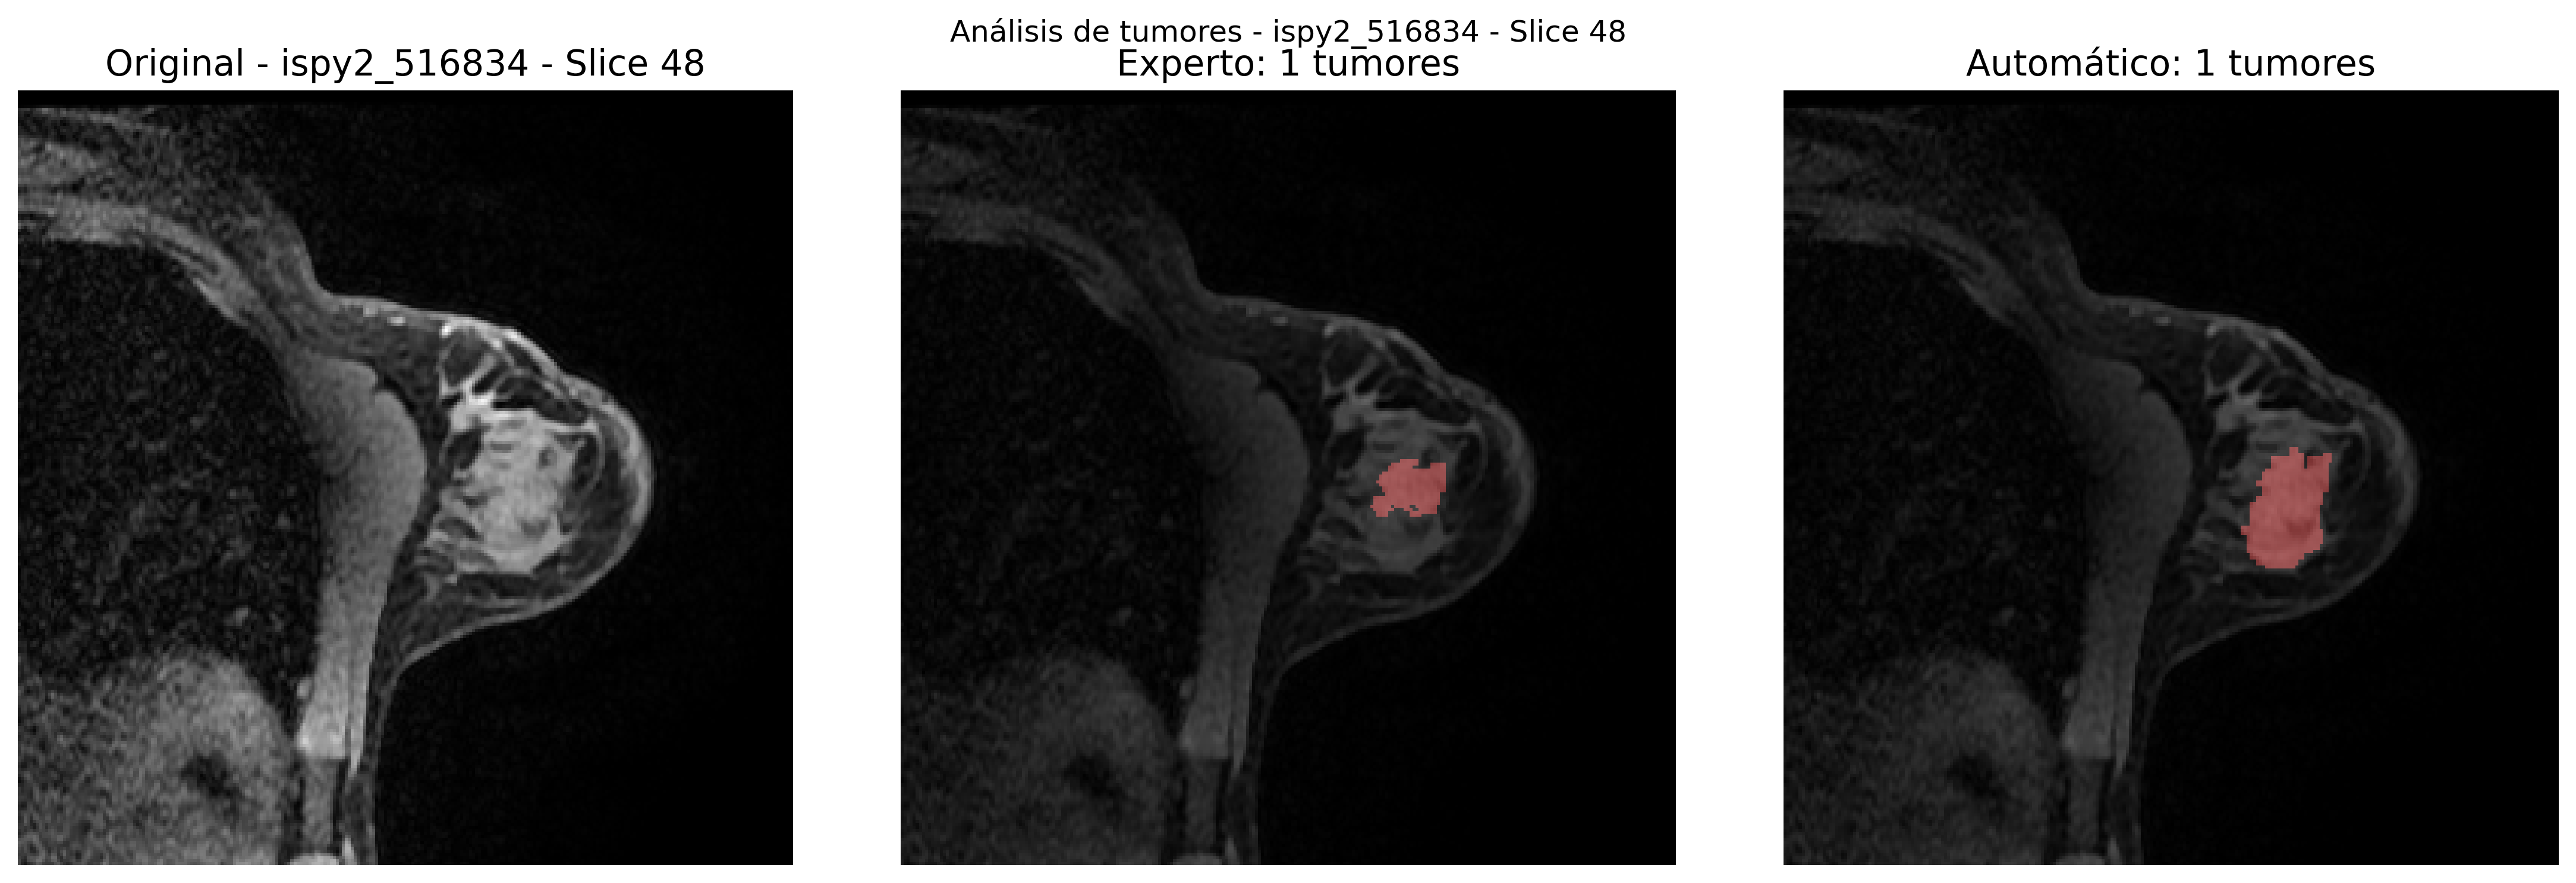 Análisis de tumores - ispy2_516834 - Slice 48
Original - ispy2_516834 - Slice 48
Experto: 1 tumores
Automático: 1 tumores